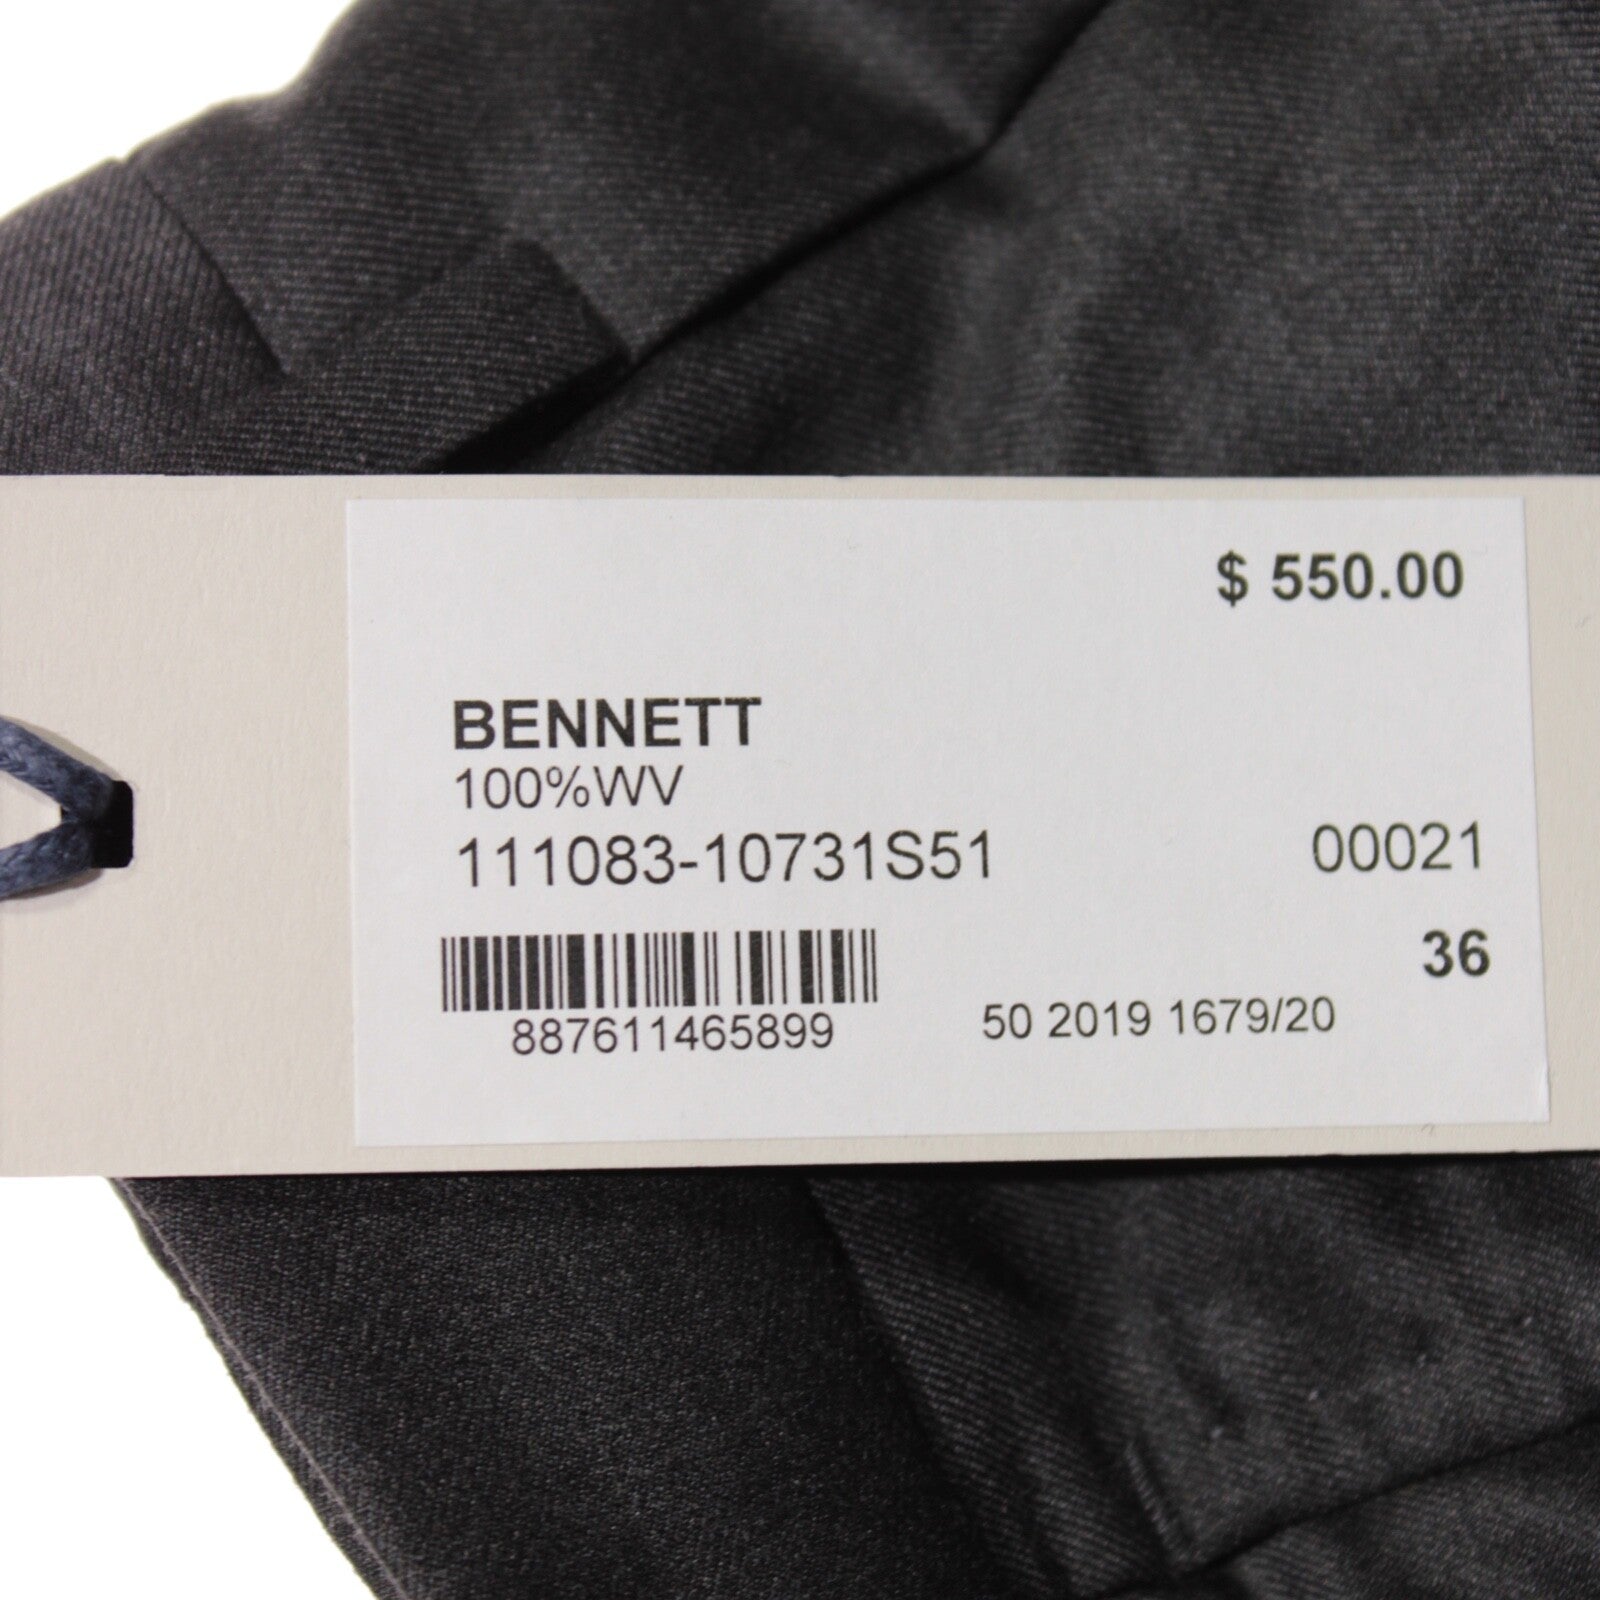 $ 550.00
BENNETT
100%WV
111083-10731S51 00021
36
887611465899 50 2019 1679/20